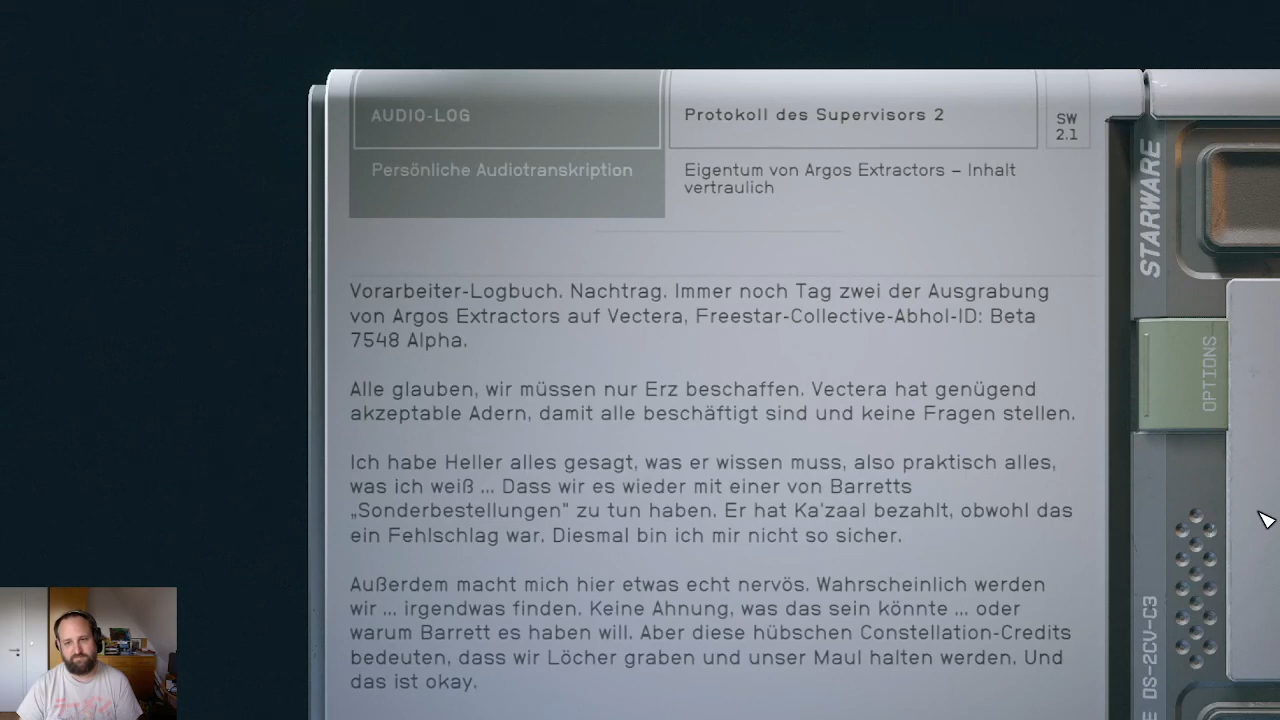 AUDIO-LOG
Protokoll des Supervisors 2
SW
2.1
Persönliche Audiotranskription
Eigentum von Argos Extractors – Inhalt
vertraulich
Vorarbeiter-Logbuch. Nachtrag. Immer noch Tag zwei der Ausgrabung
von Argos Extractors auf Vectera, Freestar-Collective-Abhol-ID: Beta
7548 Alpha.
Alle glauben, wir müssen nur Erz beschaffen. Vectera hat genügend
akzeptable Adern, damit alle beschäftigt sind und keine Fragen stellen.
Ich habe Heller alles gesagt, was er wissen muss, also praktisch alles,
was ich weiß ... Dass wir es wieder mit einer von Barretts
„Sonderbestellungen" zu tun haben. Er hat Ka'zaal bezahlt, obwohl das
ein Fehlschlag war. Diesmal bin ich mir nicht so sicher.
Außerdem macht mich hier etwas echt nervös. Wahrscheinlich werden
wir ... irgendwas finden. Keine Ahnung, was das sein könnte ... oder
warum Barrett es haben will. Aber diese hübschen Constellation-Credits
bedeuten, dass wir Löcher graben und unser Maul halten werden. Und
das ist okay.
STARWARE
OPTIONS
E DS-2CV-C3